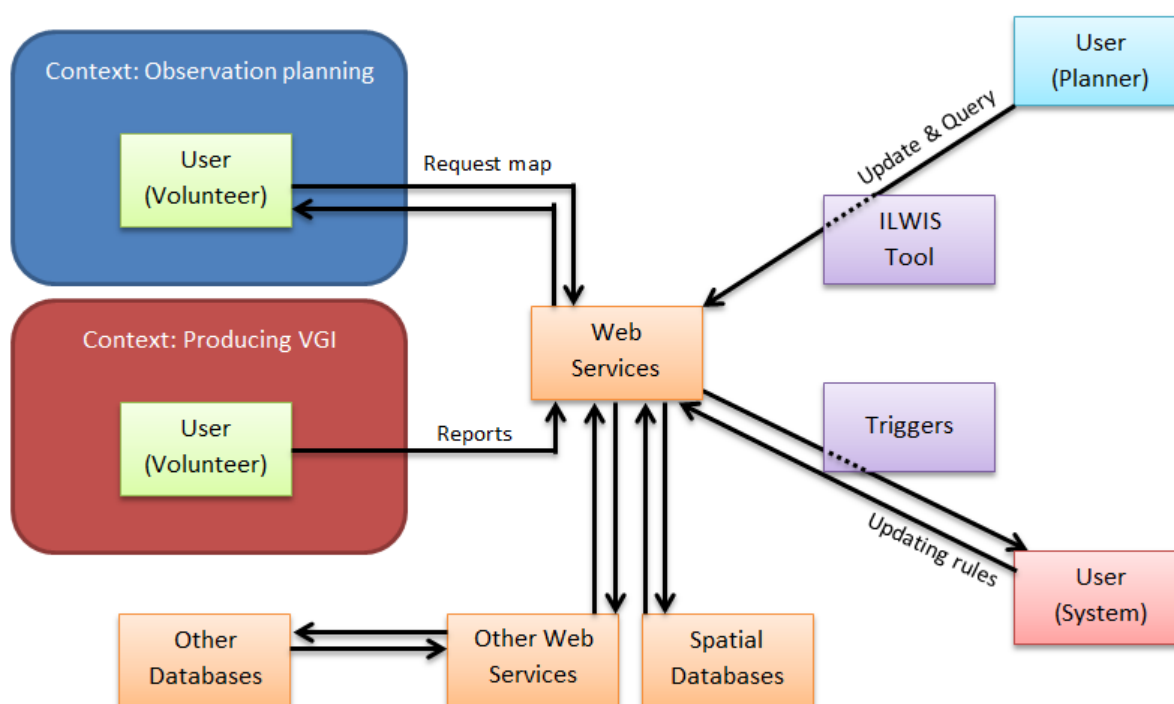 Context: Observation planning
User
(Volunteer)
Request map
User
(Planner)
Update & Query
ILWIS
Tool
Context: Producing VGI
User
(Volunteer)
Reports
Web
Services
Triggers
Updating rules
User
(System)
Other
Databases
Other Web
Services
Spatial
Databases